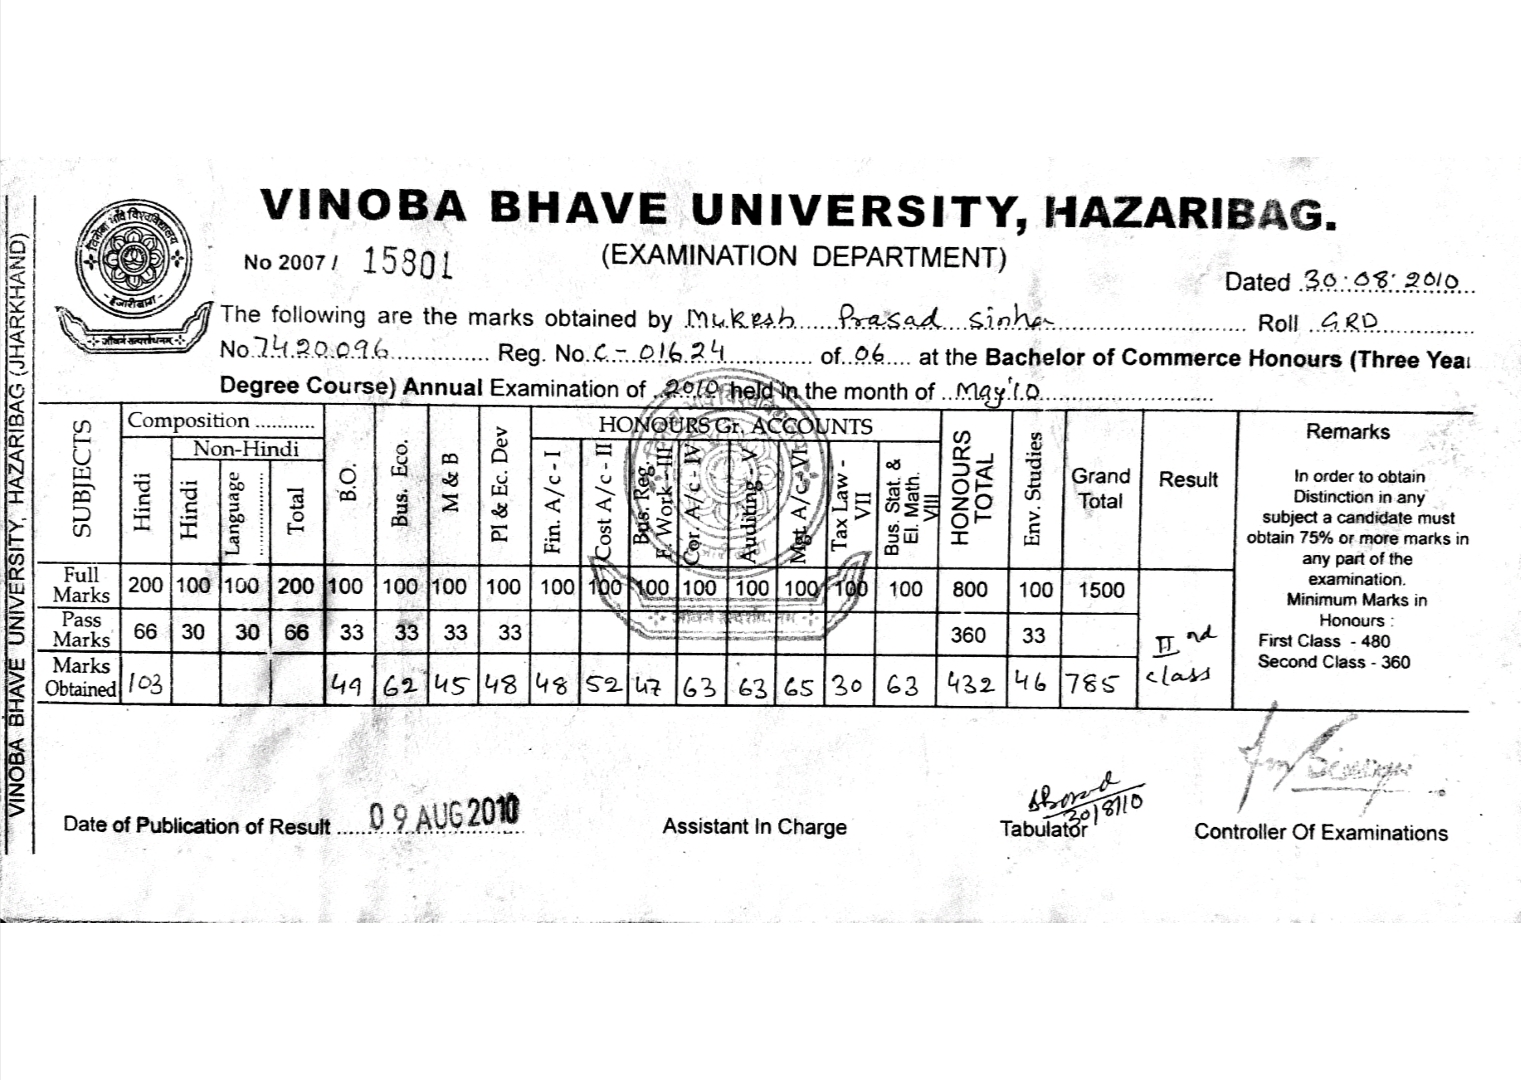 VINOBA BHAVE UNIVERSITY, HAZARIBAG (JHARKHAND)
VINOBA BHAVE UNIVERSITY, HAZARIBAG.
(EXAMINATION DEPARTMENT)
No 2007/ 15801
Dated 30.08.2010
विनोबा भावे विश्वविद्यालय
हजारीबाग
The following are the marks obtained by Mukesh Prasad Sinha Roll GRD
No. 7420096 Reg. No. C-01624 of 06 at the Bachelor of Commerce Honours (Three Year
Degree Course) Annual Examination of 2010 held in the month of May'10
SUBJECTS Composition Non-Hindi Hindi Hindi Language Total B.O. Bus. Eco. M & B PI & Ec. Dev HONOURS Gr. ACCOUNTS Fin. A/c - I Cost A/c - II Bus. Reg. F. Work - III Cor. A/c - IV Auditing - V Mgt. A/c - VI Tax Law - VII Bus. Stat. & El. Math. VIII HONOURS TOTAL Env. Studies Grand Total Result
Full Marks 200 100 100 200 100 100 100 100 100 100 100 100 100 100 100 100 800 100 1500
Pass Marks 66 30 30 66 33 33 33 33 360 33
Marks Obtained 103 49 62 45 48 48 52 47 63 63 65 30 63 432 46 785 II nd class
Remarks
In order to obtain
Distinction in any
subject a candidate must
obtain 75% or more marks in
any part of the
examination.
Minimum Marks in
Honours :
First Class - 480
Second Class - 360
Date of Publication of Result 09 AUG 2010
Assistant In Charge
30/8/10
Tabulator
Controller Of Examinations